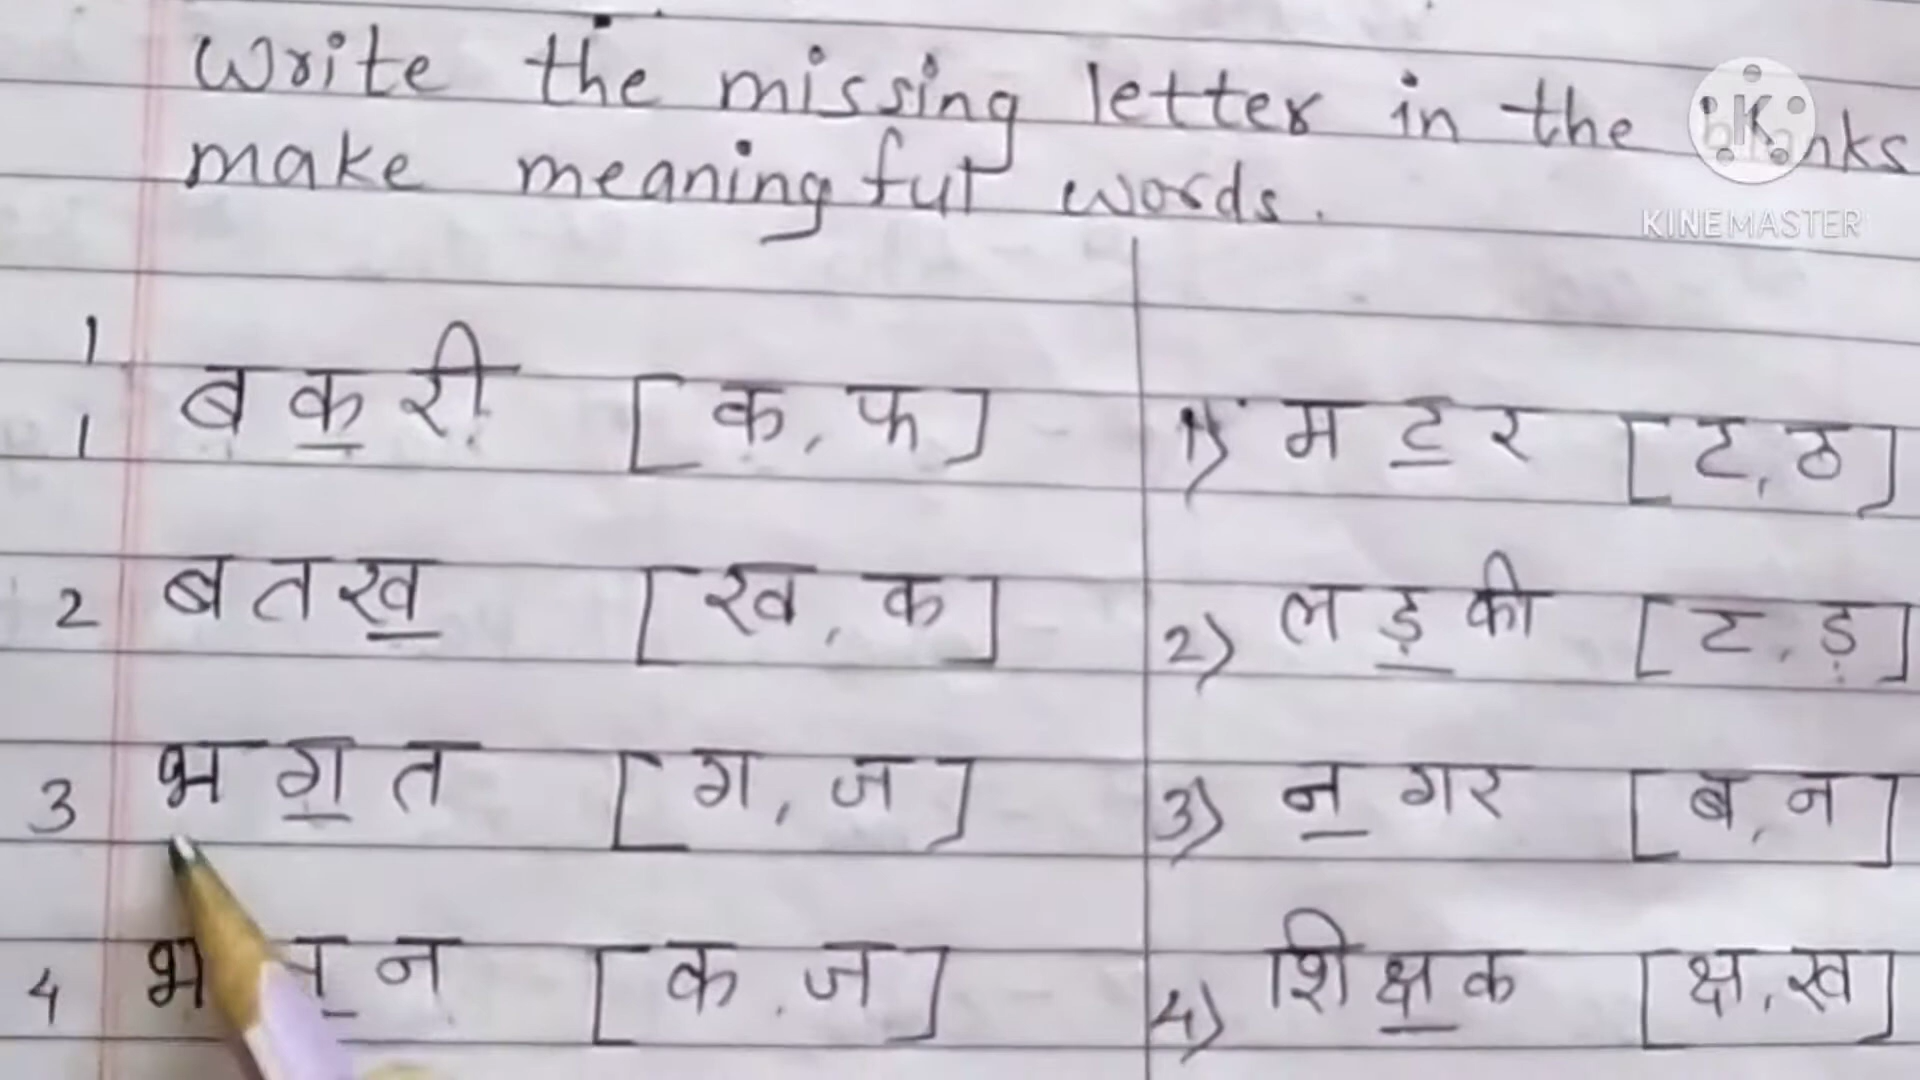 Write the missing letter in the
make meaningful words.
1
1 बकरी [क, फ]
2 बतख [ख, क]
3 भगत [ग, ज]
4 न [क, ज]
1) मटर [ट, ठ]
2) लड़की [ट, ड़]
3) नगर [ब, न]
4) शिक्षक [क्ष, ख]
K
KINEMASTER